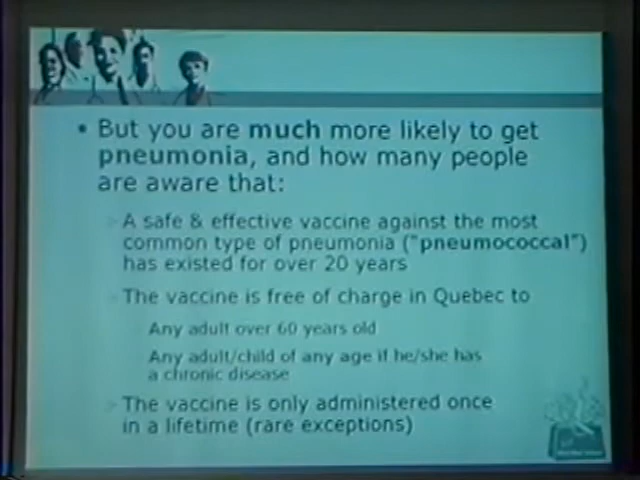 • But you are much more likely to get
pneumonia, and how many people
are aware that:
A safe & effective vaccine against the most
common type of pneumonia ("pneumococcal")
has existed for over 20 years
The vaccine is free of charge in Quebec to
Any adult over 60 years old
Any adult/child of any age if he/she has
a chronic disease
The vaccine is only administered once
in a lifetime (rare exceptions)